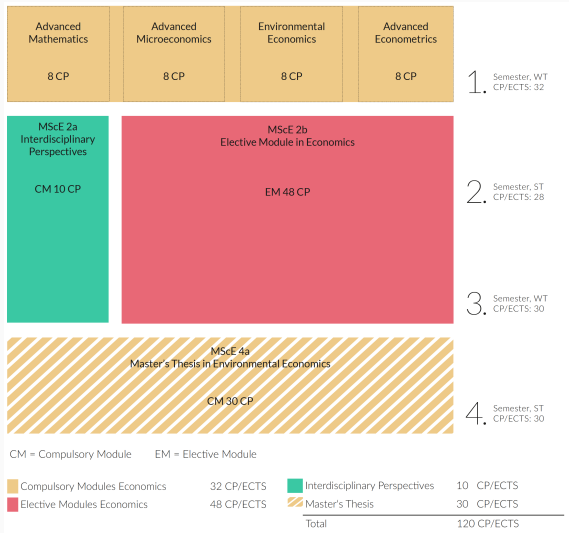 Advanced
Mathematics
8 CP
Advanced
Microeconomics
8 CP
Environmental
Economics
8 CP
Advanced
Econometrics
8 CP
1.
Semester, WT
CP/ECTS: 32
MScE 2a
Interdisciplinary
Perspectives
CM 10 CP
MScE 2b
Elective Module in Economics
EM 48 CP
2.
Semester, ST
CP/ECTS: 28
3.
Semester, WT
CP/ECTS: 30
MScE 4a
Master's Thesis in Environmental Economics
CM 30 CP
4.
Semester, ST
CP/ECTS: 30
CM = Compulsory Module EM = Elective Module
Compulsory Modules Economics 32 CP/ECTS
Elective Modules Economics 48 CP/ECTS
Interdisciplinary Perspectives 10 CP/ECTS
Master's Thesis 30 CP/ECTS
Total 120 CP/ECTS